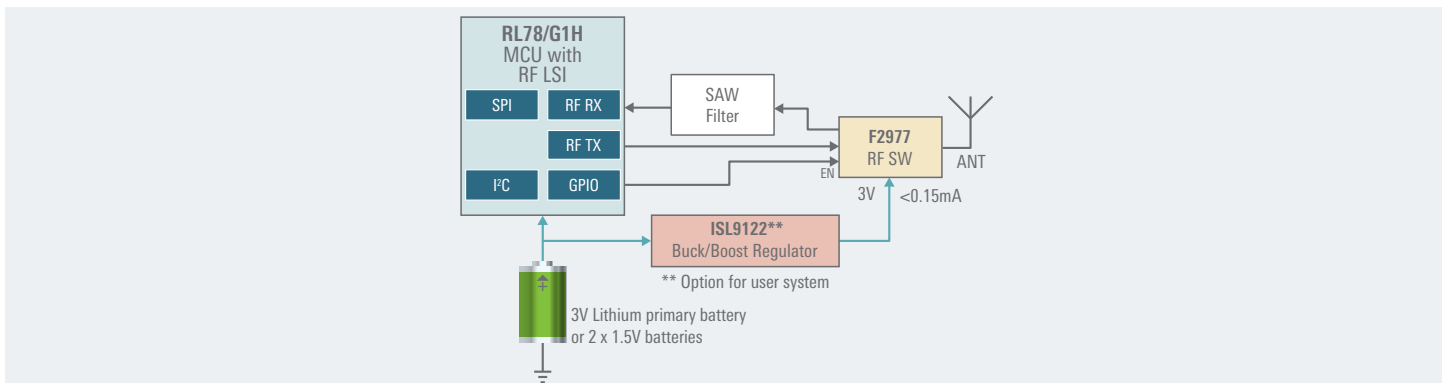 RL78/G1H
MCU with
RF LSI
SPI
RF RX
RF TX
I²C
GPIO
SAW
Filter
F2977
RF SW
EN
ANT
3V
<0.15mA
ISL9122**
Buck/Boost Regulator
** Option for user system
+
3V Lithium primary battery
or 2 x 1.5V batteries